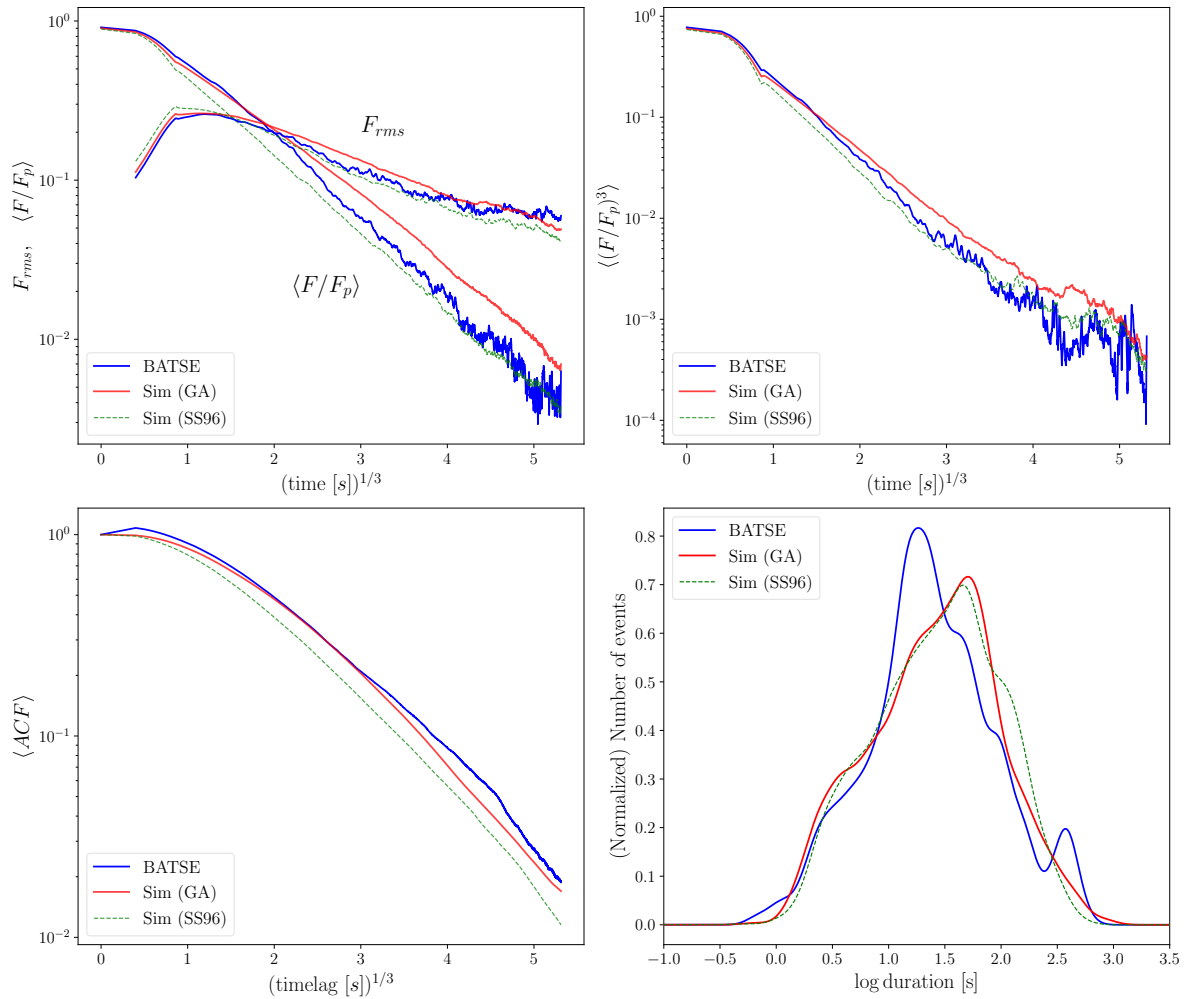 10⁰
10⁻¹
10⁻²
F_rms, ⟨F/F_p⟩
F_rms
⟨F/F_p⟩
BATSE
Sim (GA)
Sim (SS96)
0 1 2 3 4 5
(time [s])^{1/3}
10⁰
10⁻¹
10⁻²
10⁻³
10⁻⁴
⟨(F/F_p)³⟩
BATSE
Sim (GA)
Sim (SS96)
0 1 2 3 4 5
(time [s])^{1/3}
10⁰
10⁻¹
10⁻²
⟨ACF⟩
BATSE
Sim (GA)
Sim (SS96)
0 1 2 3 4 5
(timelag [s])^{1/3}
0.8
0.7
0.6
0.5
0.4
0.3
0.2
0.1
0.0
(Normalized) Number of events
BATSE
Sim (GA)
Sim (SS96)
−1.0 −0.5 0.0 0.5 1.0 1.5 2.0 2.5 3.0 3.5
log duration [s]